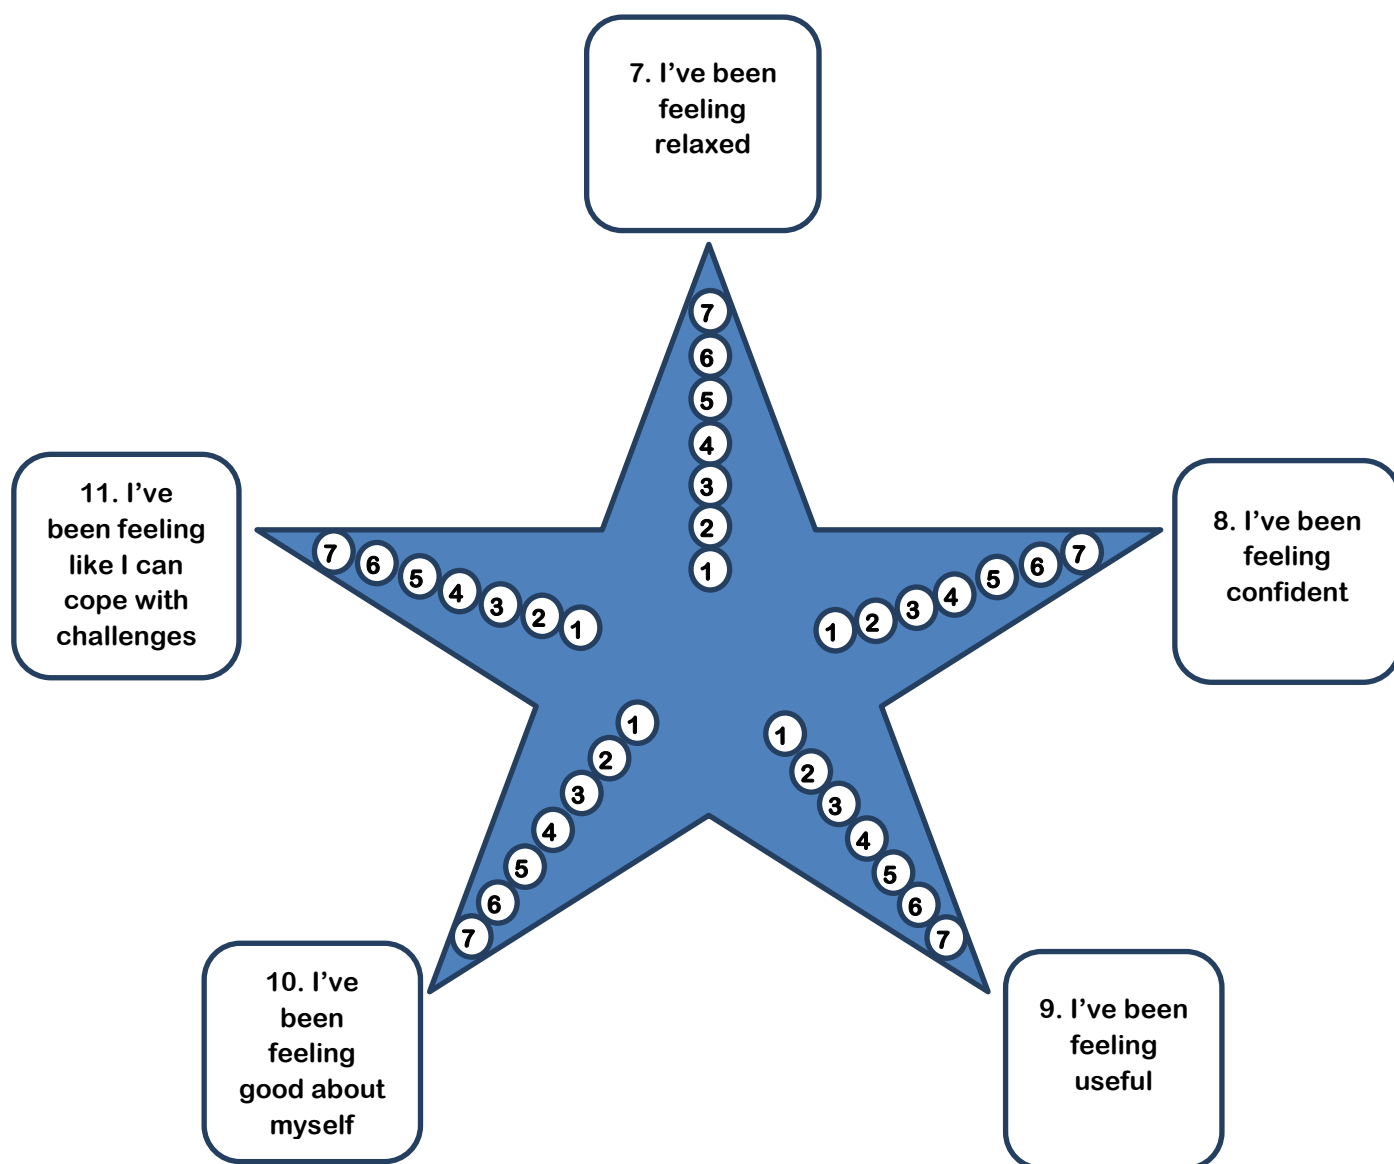 7. I've been
feeling
relaxed
7
6
5
4
3
2
1
8. I've been
feeling
confident
1
2
3
4
5
6
7
9. I've been
feeling
useful
1
2
3
4
5
6
7
10. I've
been
feeling
good about
myself
1
2
3
4
5
6
7
11. I've
been feeling
like I can
cope with
challenges
7
6
5
4
3
2
1